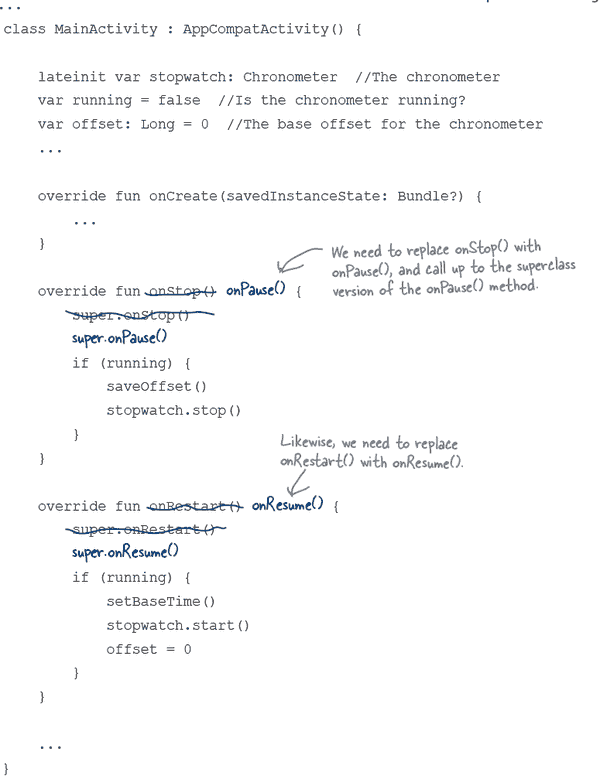 ...
class MainActivity : AppCompatActivity() {
lateinit var stopwatch: Chronometer //The chronometer
var running = false //Is the chronometer running?
var offset: Long = 0 //The base offset for the chronometer
...
override fun onCreate(savedInstanceState: Bundle?) {
...
}
We need to replace onStop() with
onPause(), and call up to the superclass
version of the onPause() method.
override fun onStop() onPause() {
super.onStop()
super.onPause()
if (running) {
saveOffset()
stopwatch.stop()
}
}
Likewise, we need to replace
onRestart() with onResume().
override fun onRestart() onResume() {
super.onRestart()
super.onResume()
if (running) {
setBaseTime()
stopwatch.start()
offset = 0
}
}
...
}